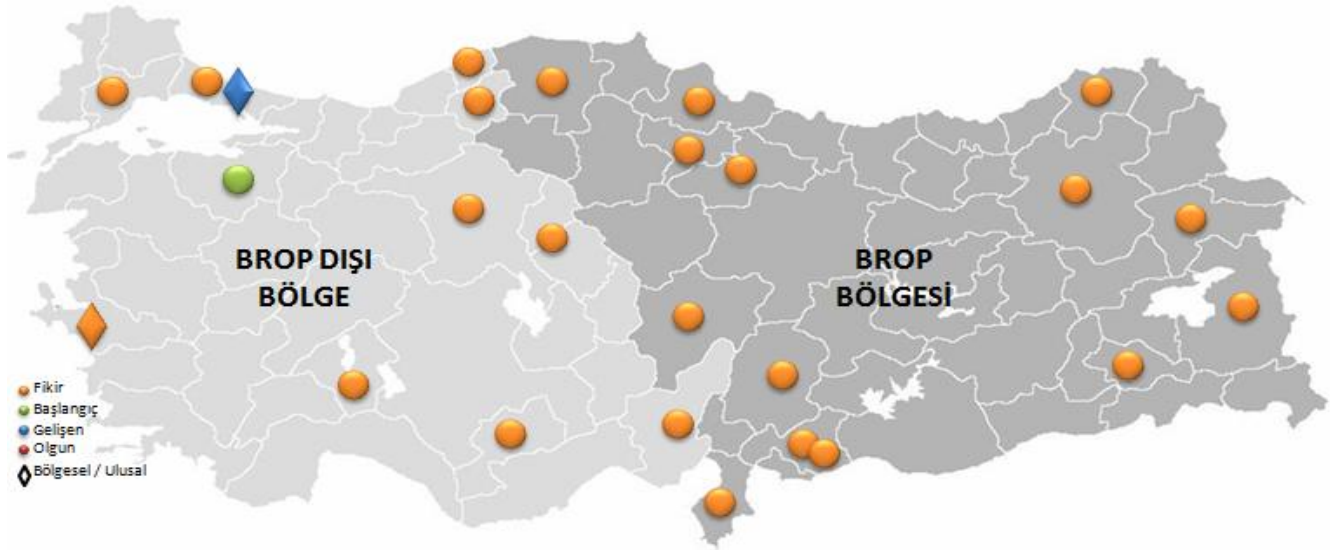 BROP DIŞI
BÖLGE
BROP
BÖLGESİ
Fikir
Başlangıç
Gelişen
Olgun
Bölgesel / Ulusal